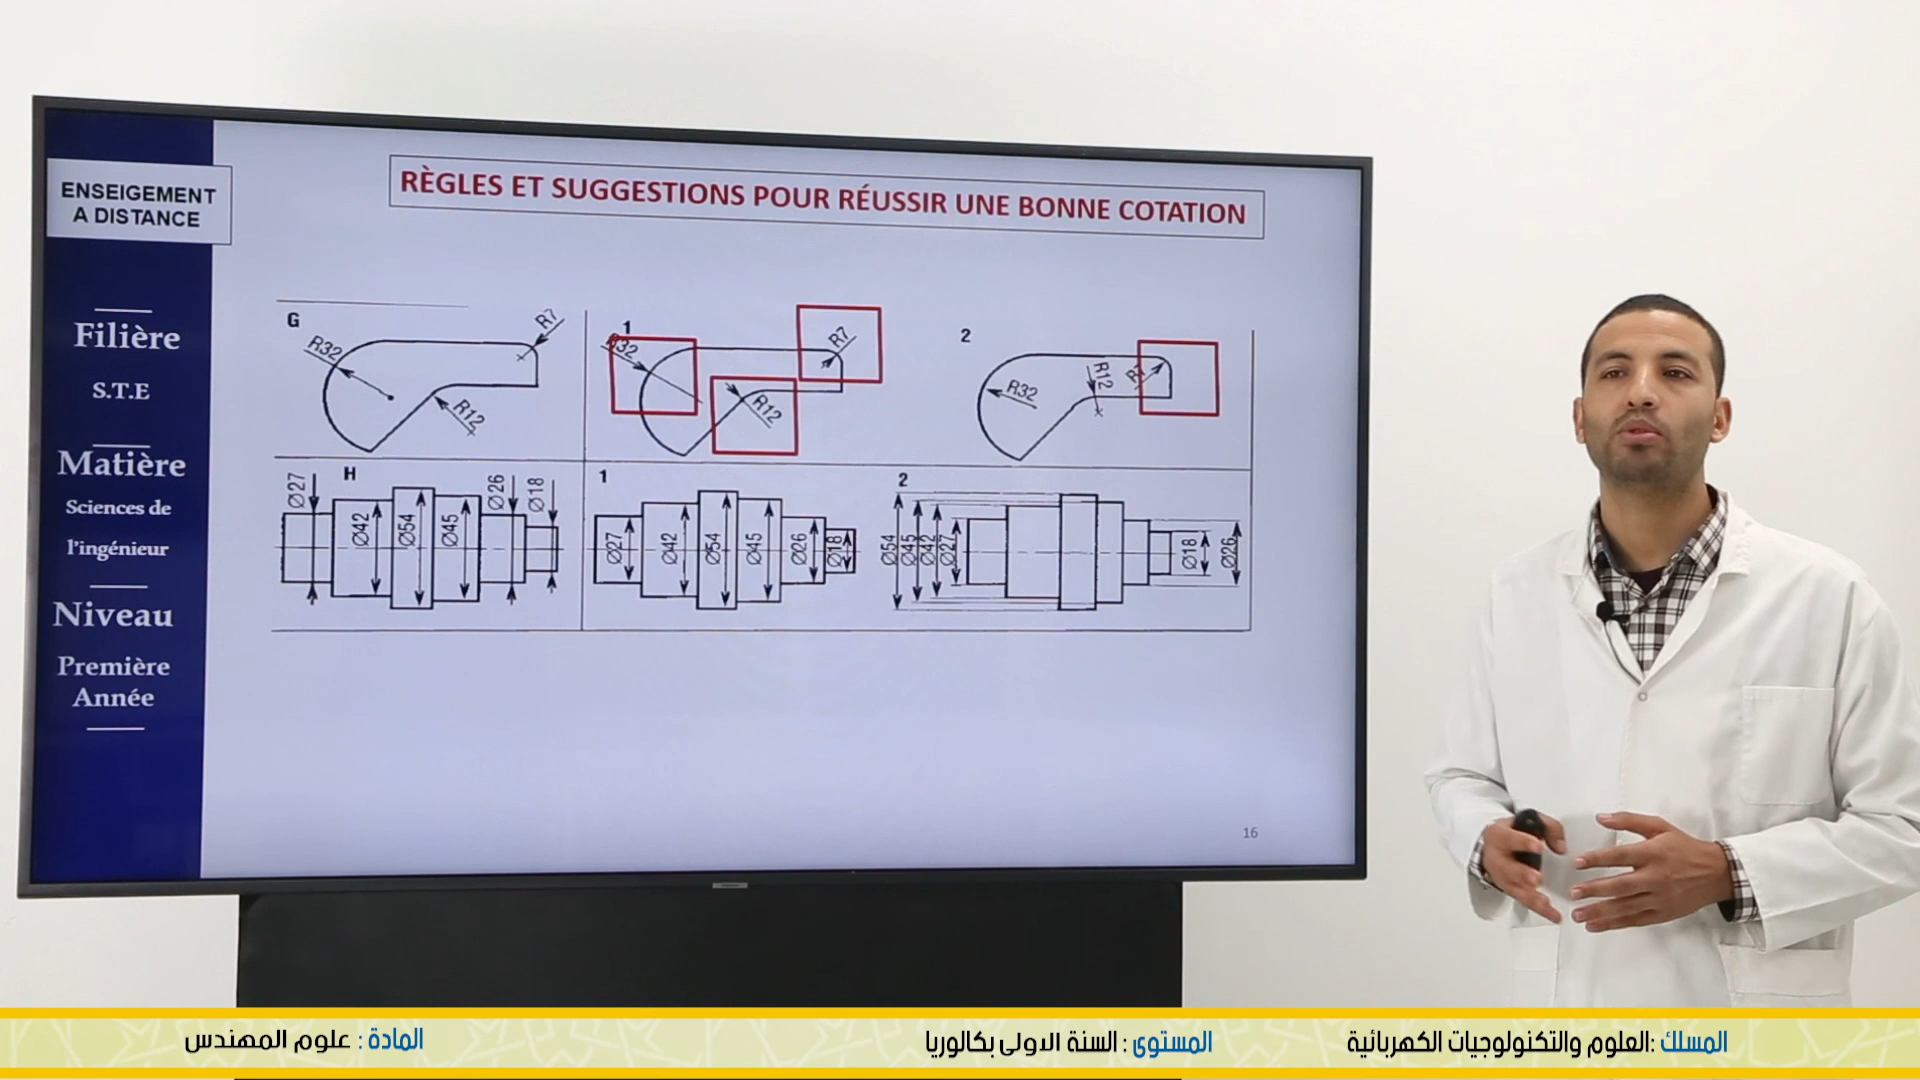 ENSEIGEMENT
A DISTANCE
Filière
S.T.E
Matière
Sciences de
l'ingénieur
Niveau
Première
Année
RÈGLES ET SUGGESTIONS POUR RÉUSSIR UNE BONNE COTATION
G
R32
R7
R12
1
R32
R7
R12
2
R32
R12
H
Ø27
Ø42
Ø54
Ø45
Ø26
Ø18
1
Ø27
Ø42
Ø54
Ø45
Ø26
Ø18
2
Ø54
Ø45
Ø42
Ø27
Ø18
Ø26
16
المسلك : العلوم والتكنولوجيات الكهربائية
المستوى : السنة الاولى بكالوريا
المادة : علوم المهندس